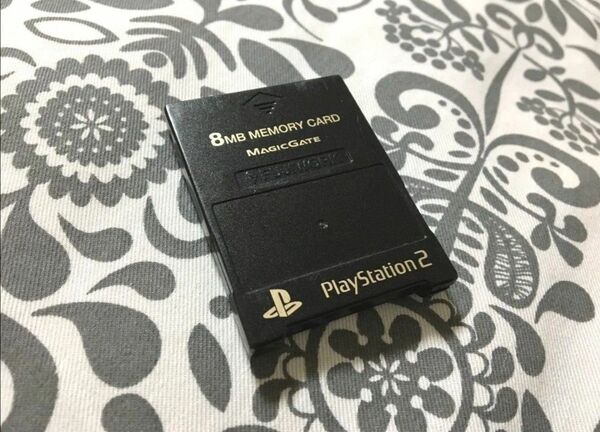 8MB MEMORY CARD
MAGICGATE
PlayStation 2